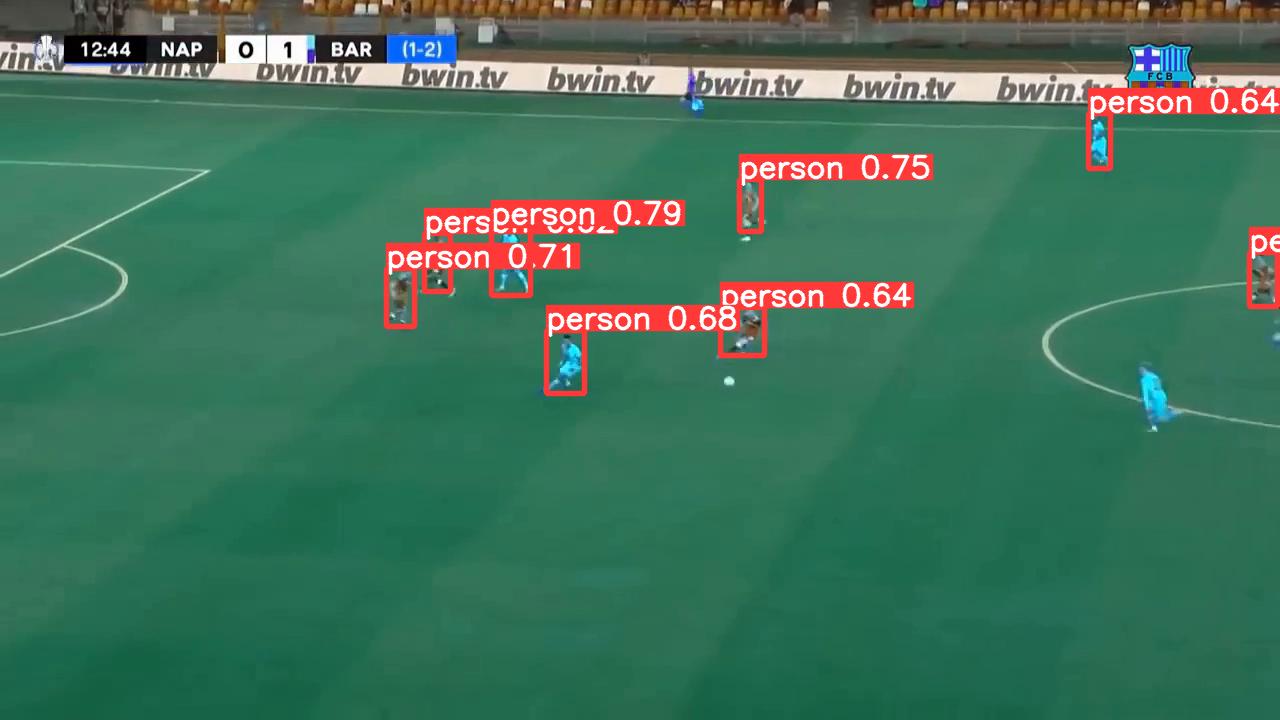 12:44 NAP 0 1 BAR (1-2)
bwin.tv bwin.tv bwin.tv bwin.tv bwin.tv bwin.tv
FCB
person 0.64
person 0.75
person 0.79
person 0.71
person 0.64
person 0.68